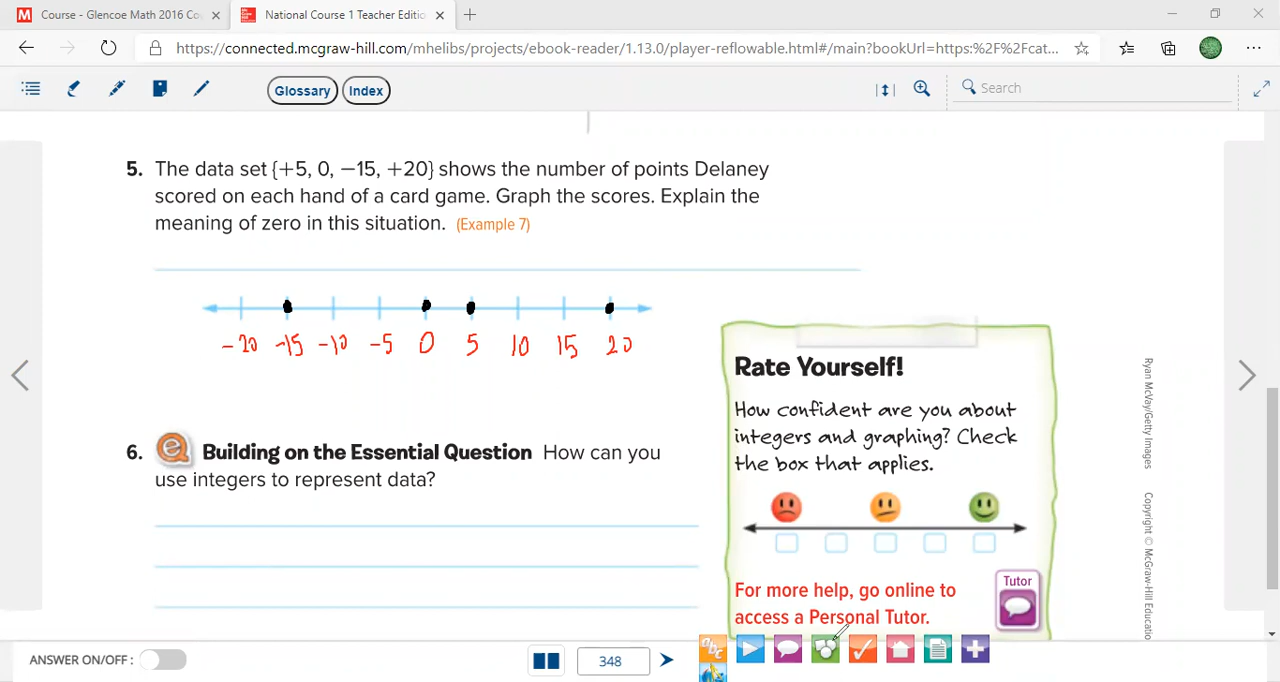 Course - Glencoe Math 2016 Co
National Course 1 Teacher Editio
https://connected.mcgraw-hill.com/mhelibs/projects/ebook-reader/1.13.0/player-reflowable.html#/main?bookUrl=https:%2F%2Fcat...
Glossary
Index
Search
5. The data set {+5, 0, −15, +20} shows the number of points Delaney
scored on each hand of a card game. Graph the scores. Explain the
meaning of zero in this situation. (Example 7)
-20 -15 -10 -5 0 5 10 15 20
6. e Building on the Essential Question How can you
use integers to represent data?
Rate Yourself!
How confident are you about
integers and graphing? Check
the box that applies.
For more help, go online to
access a Personal Tutor.
Tutor
Ryan McVay/Getty Images
Copyright © McGraw-Hill Educatio
abc
ANSWER ON/OFF :
348